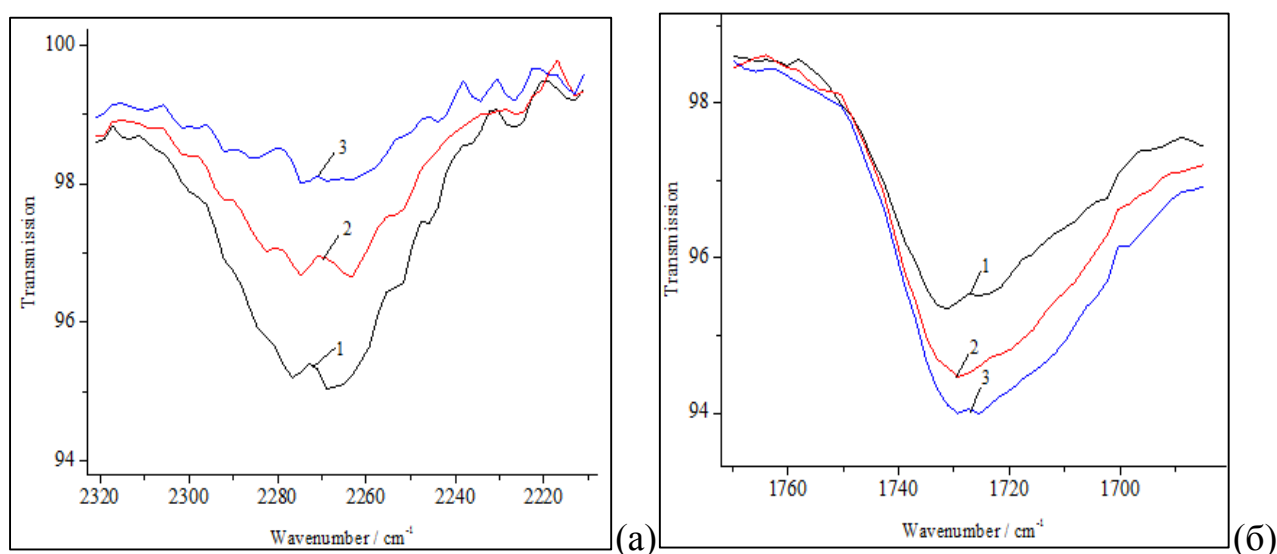 100
98
96
94
Transmission
3
2
1
2320 2300 2280 2260 2240 2220
Wavenumber / cm⁻¹
(а)
98
96
94
Transmission
1
2
3
1760 1740 1720 1700
Wavenumber / cm⁻¹
(б)